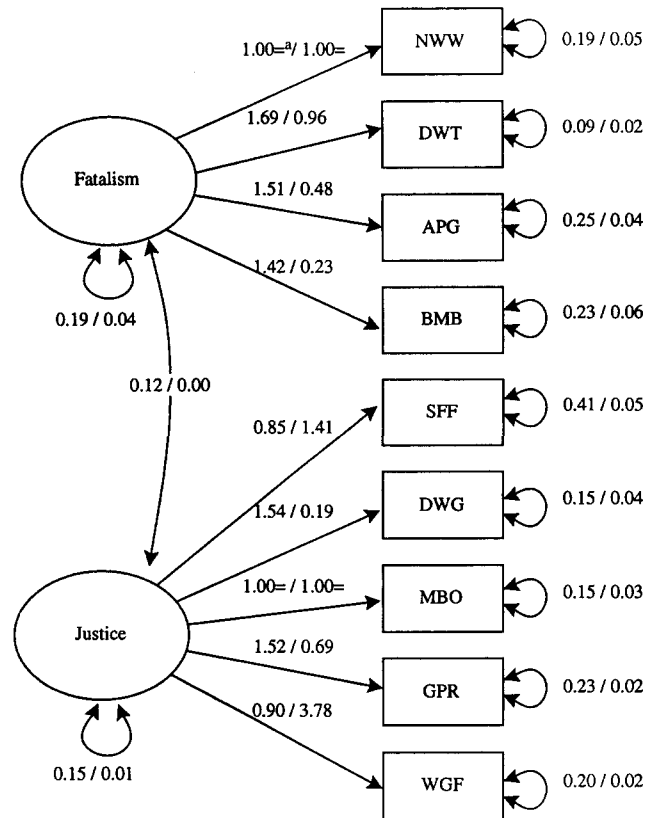 1.00=ᵃ/ 1.00=
NWW
0.19 / 0.05
1.69 / 0.96
DWT
0.09 / 0.02
Fatalism
1.51 / 0.48
APG
0.25 / 0.04
1.42 / 0.23
BMB
0.23 / 0.06
0.19 / 0.04
0.12 / 0.00
0.85 / 1.41
SFF
0.41 / 0.05
1.54 / 0.19
DWG
0.15 / 0.04
1.00= / 1.00=
MBO
0.15 / 0.03
Justice
1.52 / 0.69
GPR
0.23 / 0.02
0.90 / 3.78
WGF
0.20 / 0.02
0.15 / 0.01